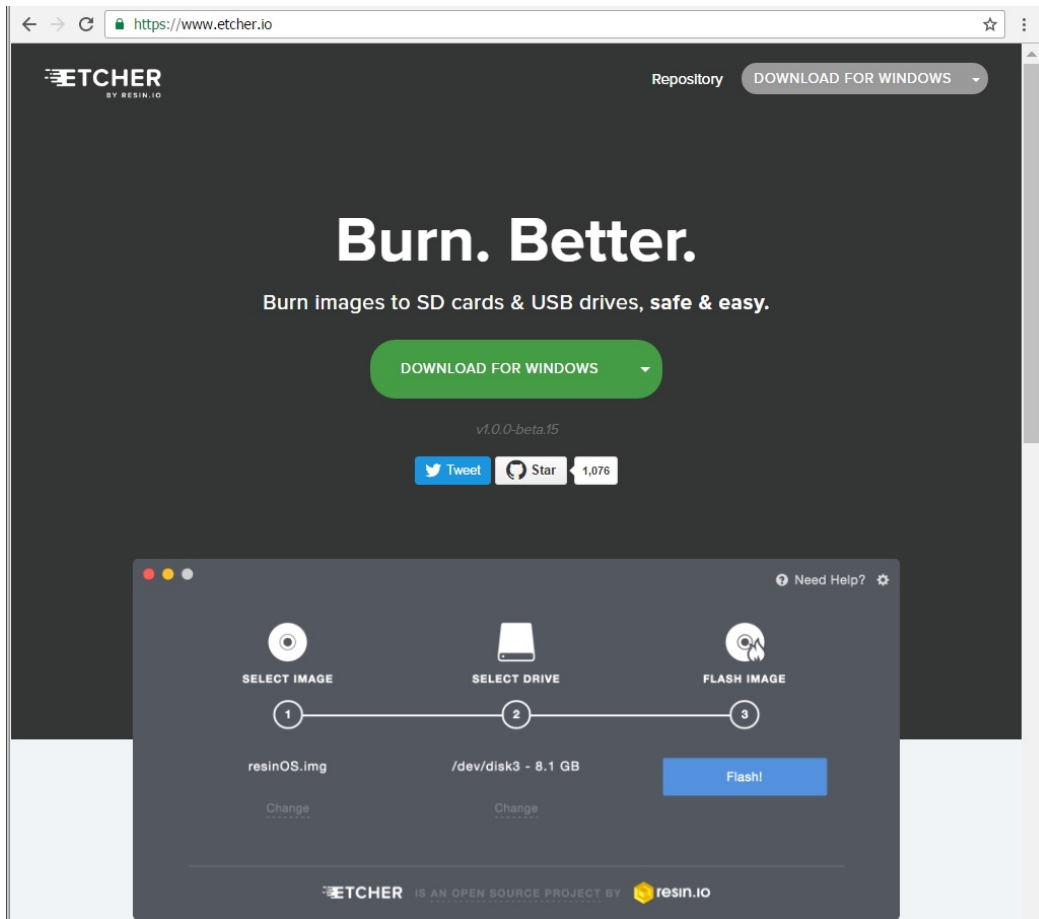 https://www.etcher.io
ETCHER
BY RESIN.IO
Repository
DOWNLOAD FOR WINDOWS
Burn. Better.
Burn images to SD cards & USB drives, safe & easy.
DOWNLOAD FOR WINDOWS
v1.0.0-beta.15
Tweet
Star
1,076
Need Help?
SELECT IMAGE
SELECT DRIVE
FLASH IMAGE
1
2
3
resinOS.img
/dev/disk3 - 8.1 GB
Flash!
Change
Change
ETCHER IS AN OPEN SOURCE PROJECT BY resin.io